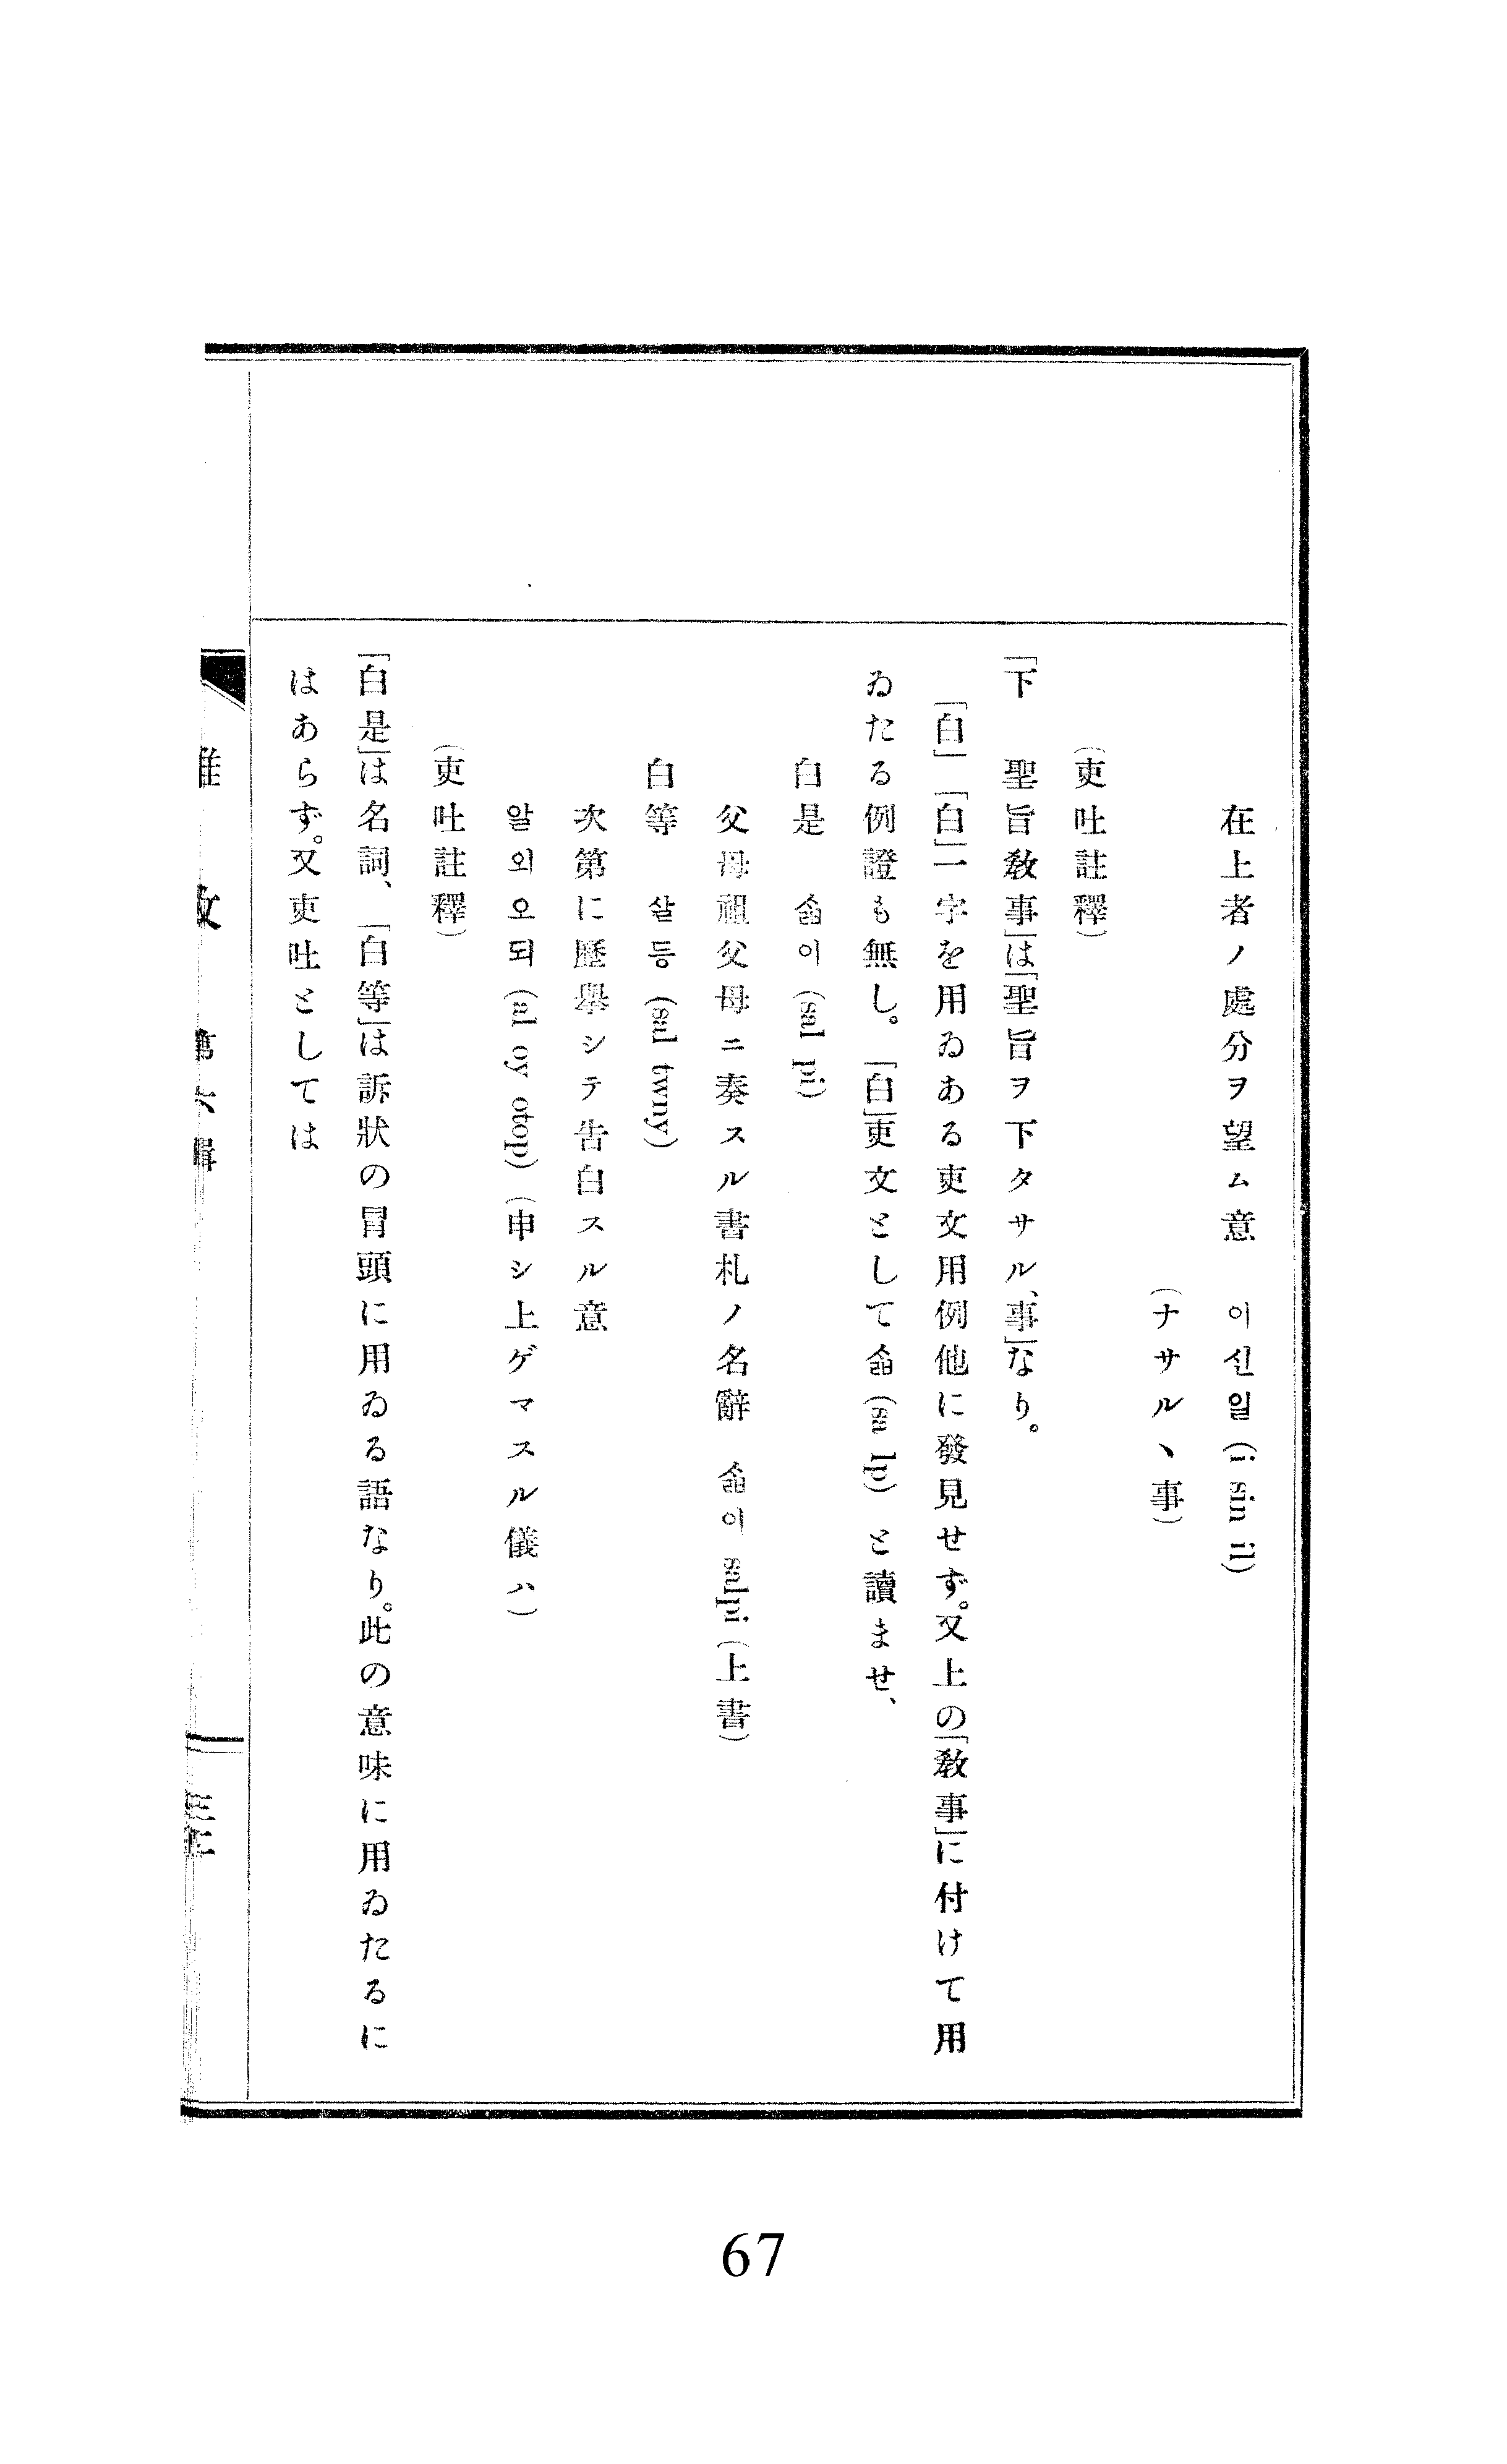 在上者ノ處分ヲ望ム意　이신일 (i sin il)
(ナサルヽ事)
(吏吐註釋)
「下　聖旨教事」は「聖旨ヲ下タサル、事」なり。
「白」「白」一字を用ゐある吏文用例他に發見せず。又上の「教事」に付けて用
ゐたる例證も無し。「白」吏文として숣 (sa lp) と讀ませ、
白是　숣이 (sal pi)
父母祖父母ニ奏スル書札ノ名辭　숣이 salpi (上書)
白等　살등 (sal twny)
次第に歷擧シテ告白スル意
알외오되 (al oy otop) (申シ上ゲマスル儀ハ)
(吏吐註釋)
「白是」は名詞、「白等」は訴狀の冒頭に用ゐる語なり。此の意味に用ゐたるに
はあらず。又吏吐としては
第六輯
67